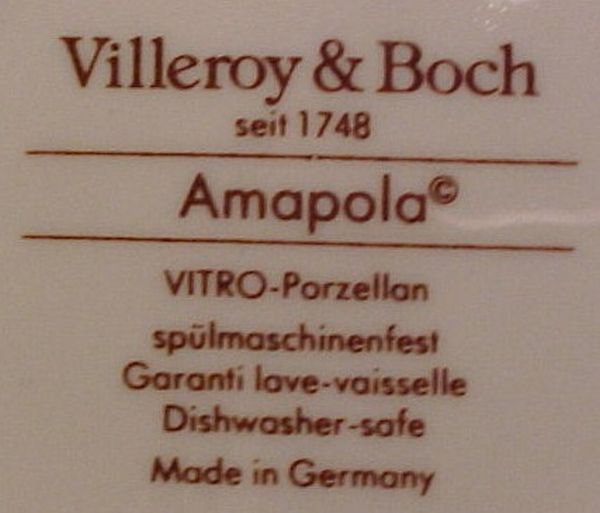 Villeroy & Boch
seit 1748
Amapola©
VITRO-Porzellan
spülmaschinenfest
Garanti lave-vaisselle
Dishwasher-safe
Made in Germany